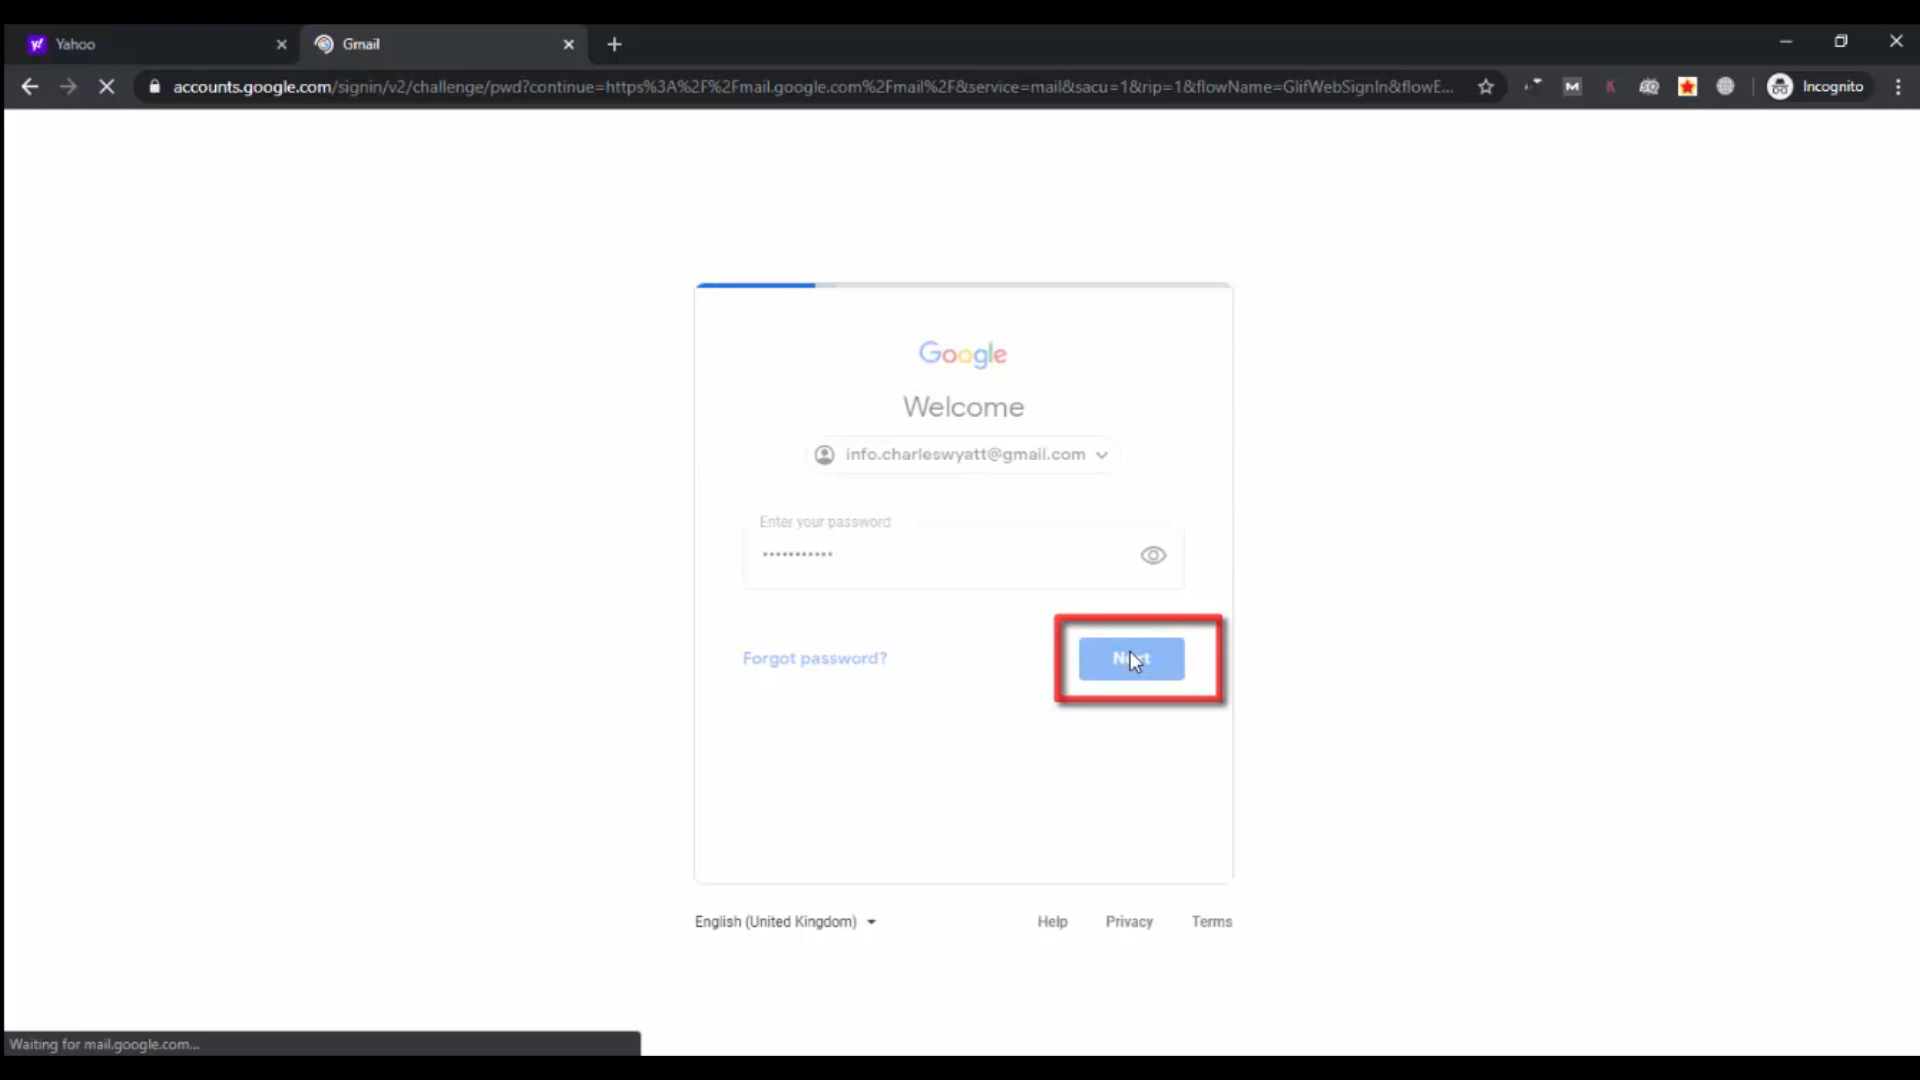 Yahoo
Gmail
accounts.google.com/signin/v2/challenge/pwd?continue=https%3A%2F%2Fmail.google.com%2Fmail%2F&service=mail&sacu=1&rip=1&flowName=GlifWebSignIn&flowE...
Incognito
Google
Welcome
info.charleswyatt@gmail.com
Enter your password
•••••••••••
Forgot password?
Next
English (United Kingdom)
Help Privacy Terms
Waiting for mail.google.com...